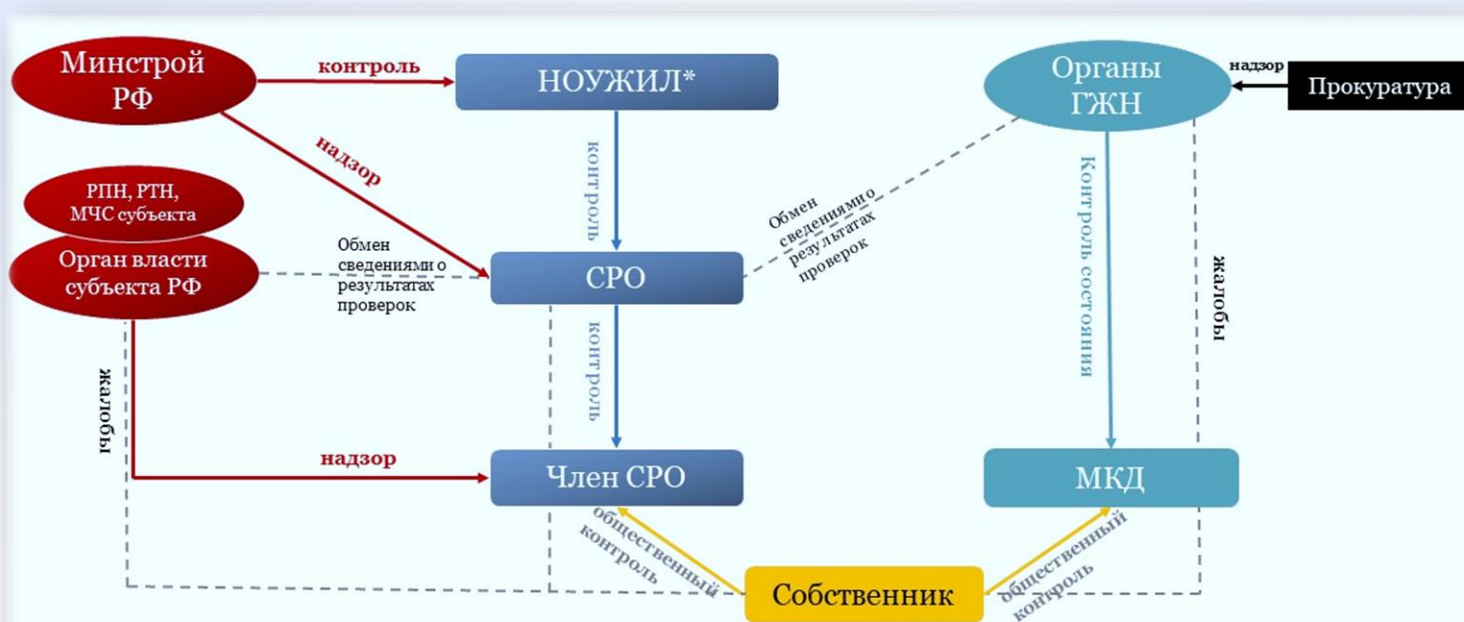 Минстрой
РФ
контроль
НОУЖИЛ*
Органы
ГЖН
надзор
Прокуратура
надзор
контроль
РПН, РТН,
МЧС субъекта
Орган власти
субъекта РФ
Обмен
сведениями о
результатах
проверок
СРО
Обмен
сведениями о
результатах
проверок
Контроль состояния
жалобы
контроль
жалобы
надзор
Член СРО
МКД
общественный
контроль
Собственник
общественный
контроль